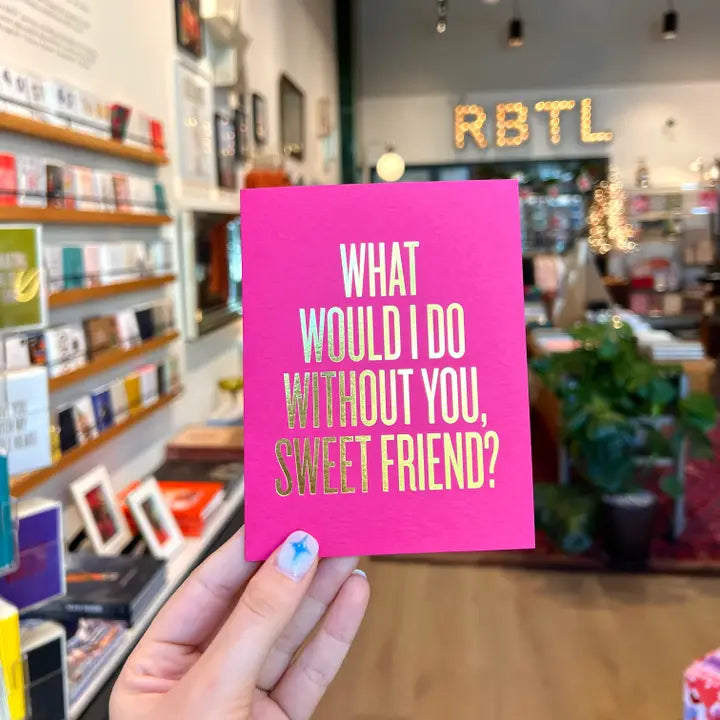 RBTL
WHAT
WOULD I DO
WITHOUT YOU,
SWEET FRIEND?